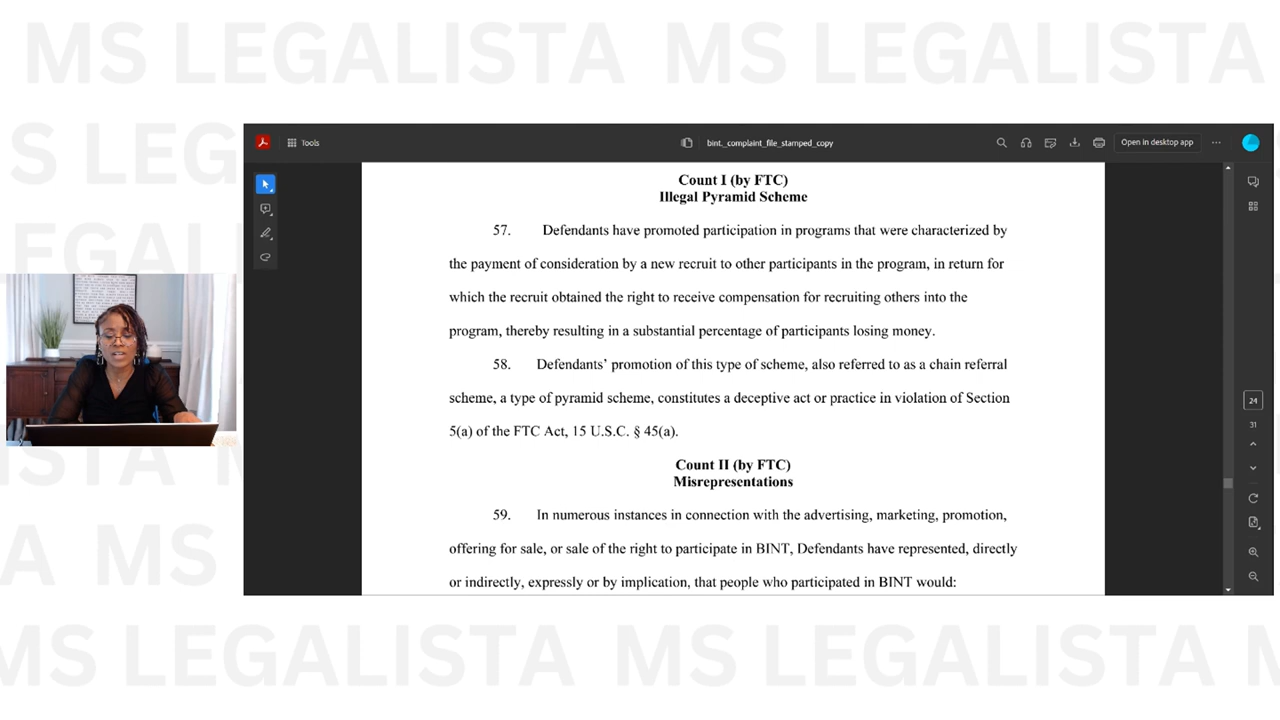 MS LEGALISTA MS LEGALISTA
S LEG
EGAL
ISTA
A MS
MS LEGALISTA MS LEGALISTA M
Tools
bint._complaint_file_stamped_copy
Open in desktop app
Count I (by FTC)
Illegal Pyramid Scheme
57. Defendants have promoted participation in programs that were characterized by
the payment of consideration by a new recruit to other participants in the program, in return for
which the recruit obtained the right to receive compensation for recruiting others into the
program, thereby resulting in a substantial percentage of participants losing money.
58. Defendants’ promotion of this type of scheme, also referred to as a chain referral
scheme, a type of pyramid scheme, constitutes a deceptive act or practice in violation of Section
5(a) of the FTC Act, 15 U.S.C. § 45(a).
Count II (by FTC)
Misrepresentations
59. In numerous instances in connection with the advertising, marketing, promotion,
offering for sale, or sale of the right to participate in BINT, Defendants have represented, directly
or indirectly, expressly or by implication, that people who participated in BINT would:
24
31